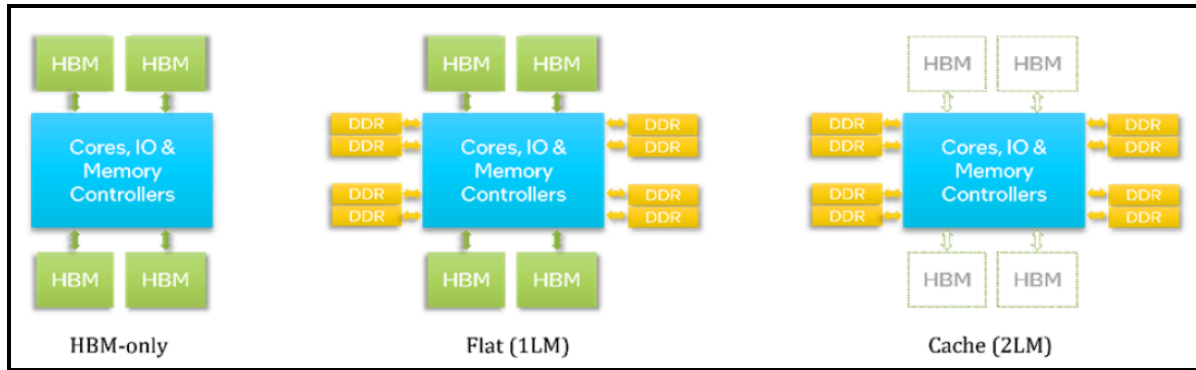 HBM HBM
Cores, IO &
Memory
Controllers
HBM HBM
HBM-only
HBM HBM
DDR DDR
DDR DDR
Cores, IO &
Memory
Controllers
DDR DDR
DDR DDR
HBM HBM
Flat (1LM)
HBM HBM
DDR DDR
DDR DDR
Cores, IO &
Memory
Controllers
DDR DDR
DDR DDR
HBM HBM
Cache (2LM)